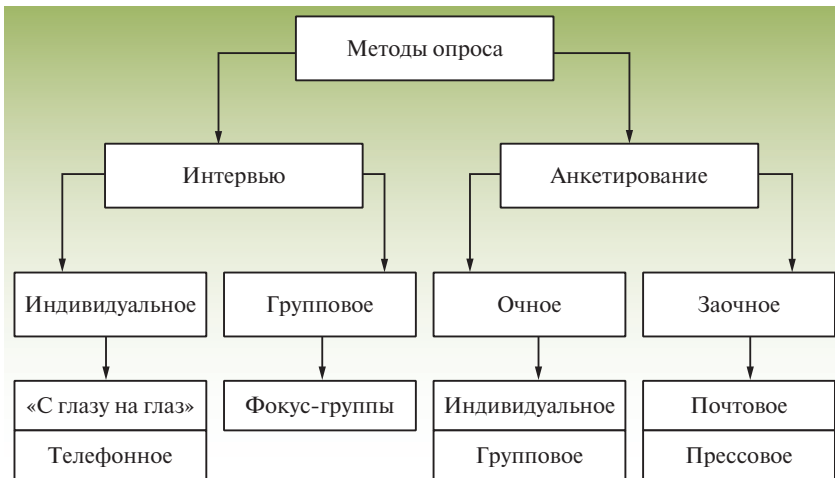 Методы опроса
Интервью
Анкетирование
Индивидуальное
Групповое
Очное
Заочное
«С глазу на глаз»
Телефонное
Фокус-группы
Индивидуальное
Групповое
Почтовое
Прессовое